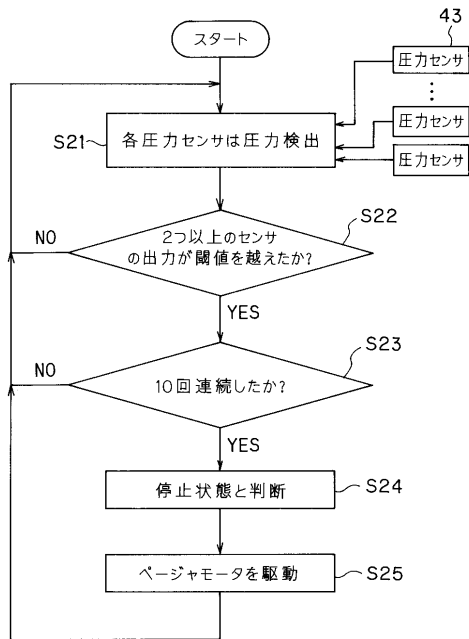 スタート
43
圧力センサ
⋮
圧力センサ
圧力センサ
S21
各圧力センサは圧力検出
S22
2つ以上のセンサ
の出力が閾値を越えたか?
NO
YES
S23
10回連続したか?
NO
YES
停止状態と判断
S24
ページャモータを駆動
S25